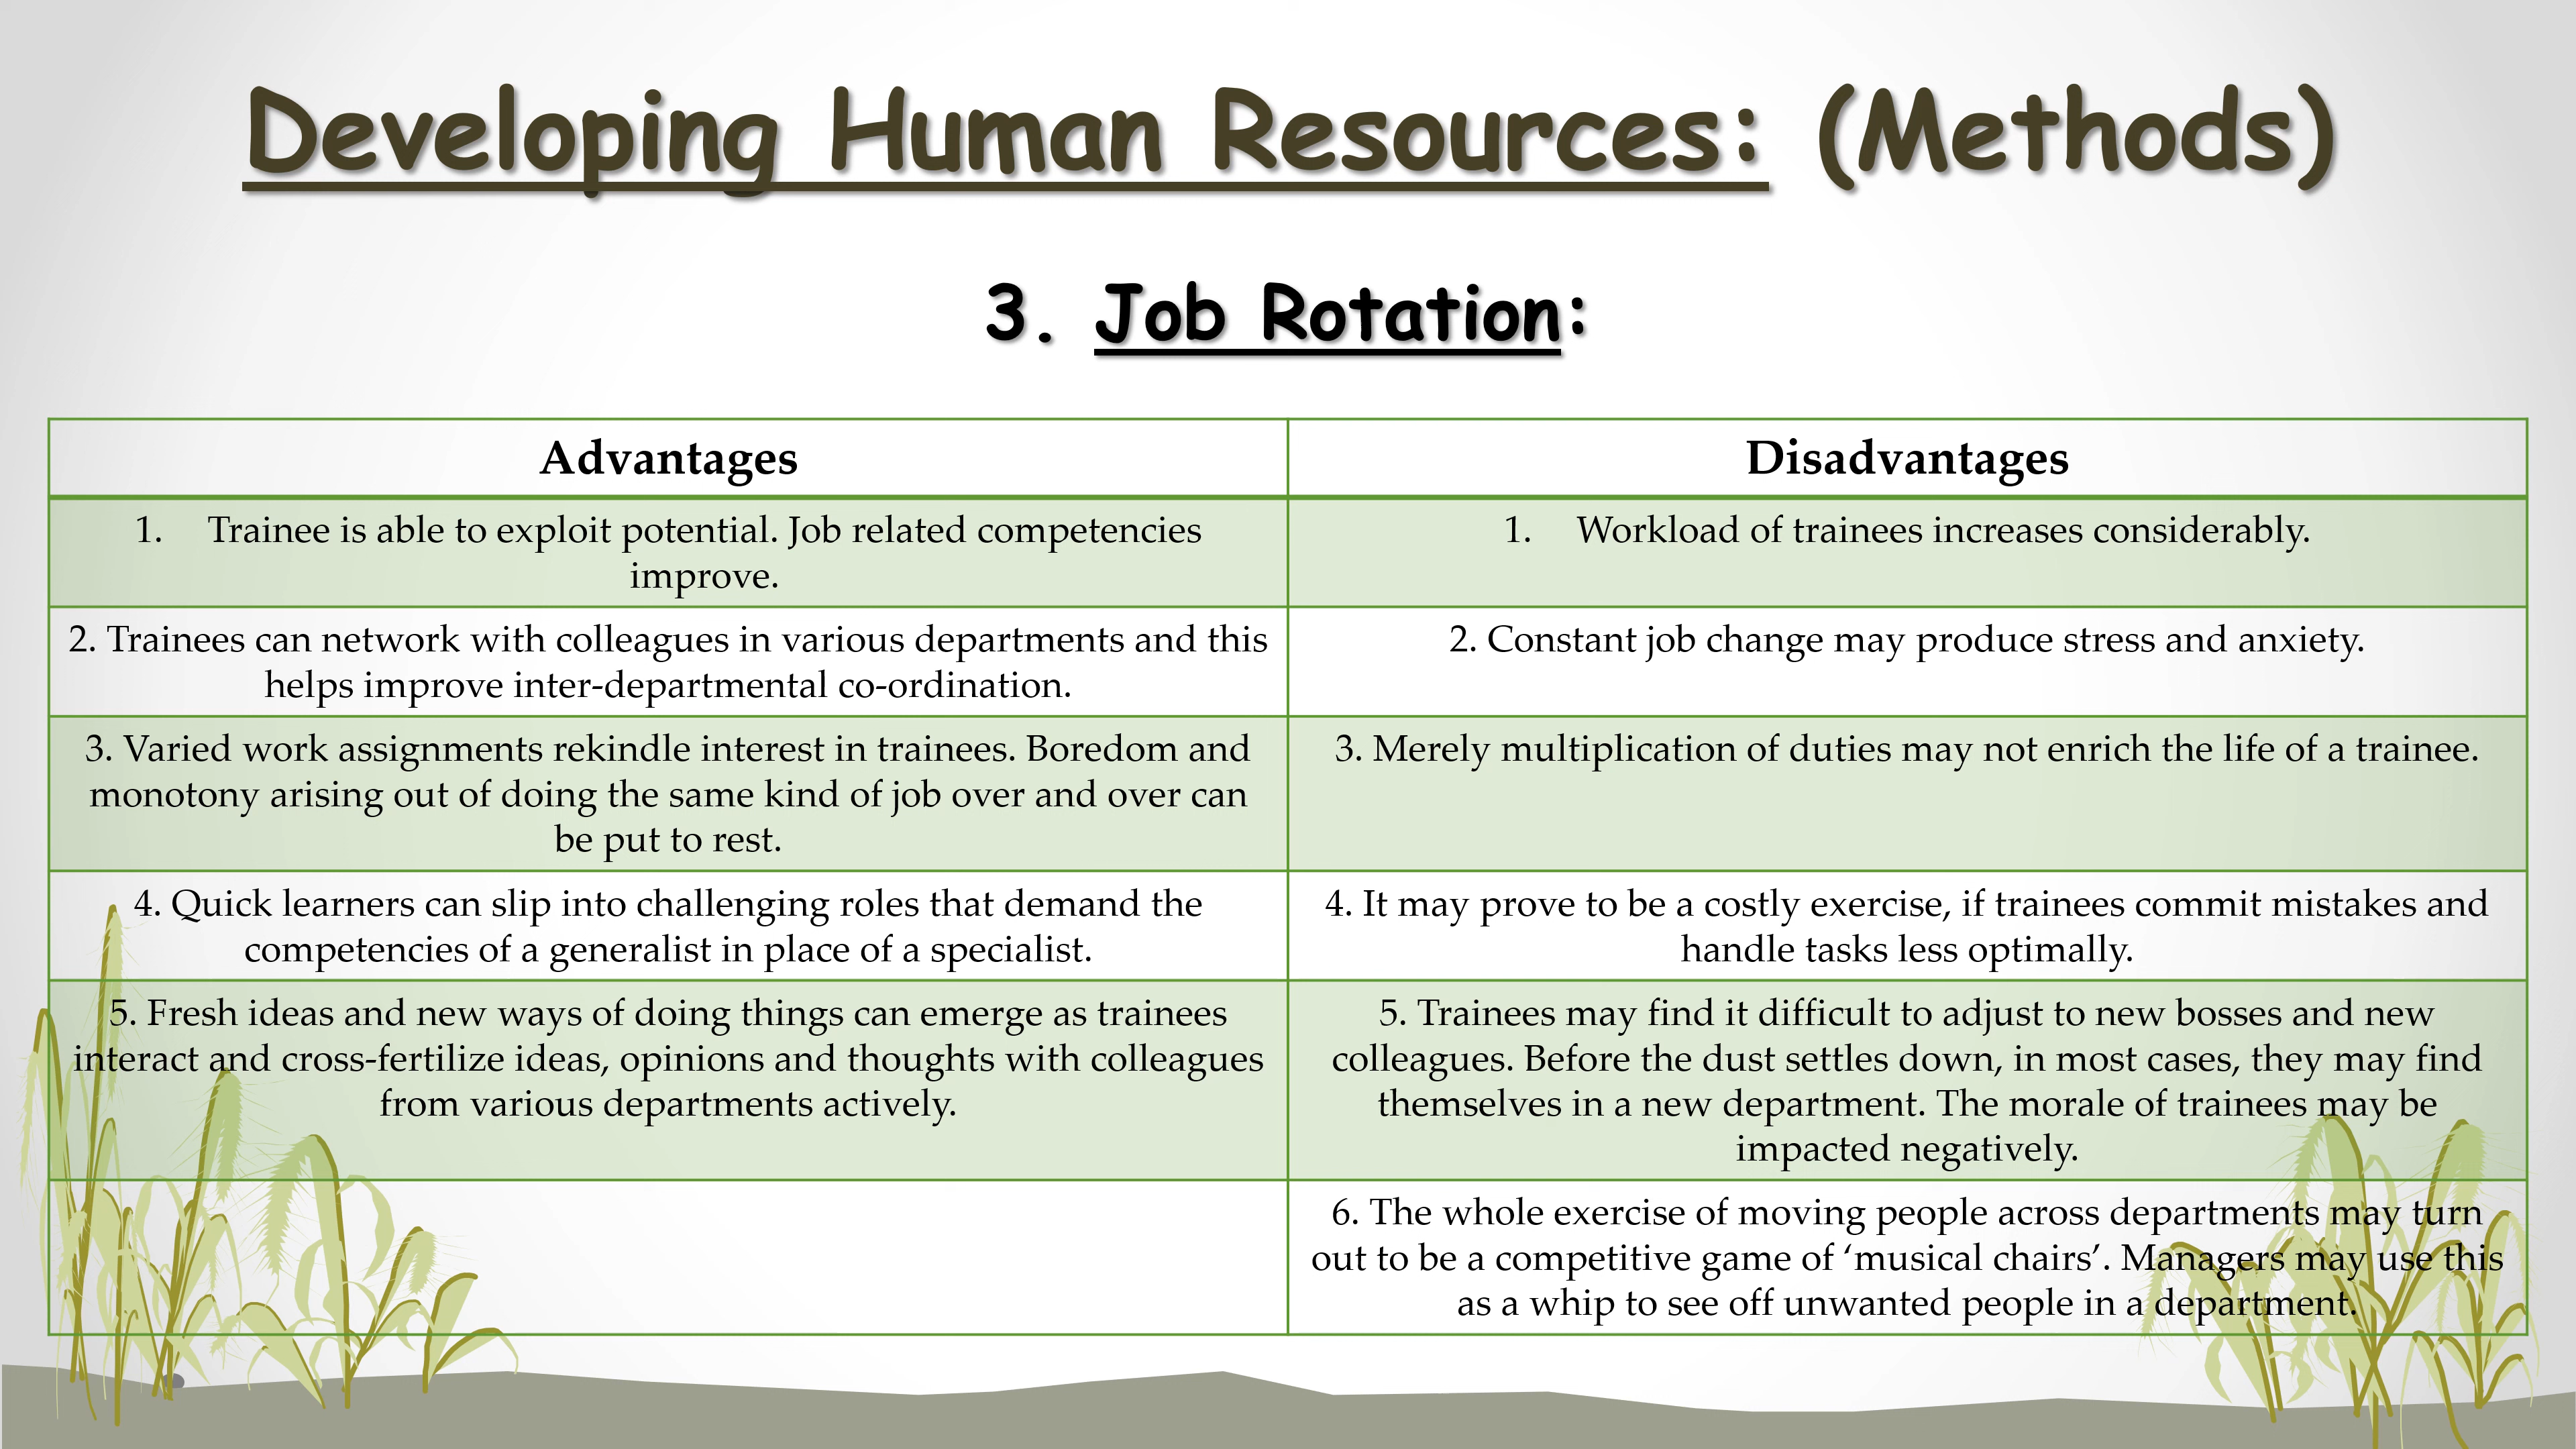 Developing Human Resources: (Methods)
3. Job Rotation:
Advantages
Disadvantages
1. Trainee is able to exploit potential. Job related competencies
improve.
1. Workload of trainees increases considerably.
2. Trainees can network with colleagues in various departments and this
helps improve inter-departmental co-ordination.
2. Constant job change may produce stress and anxiety.
3. Varied work assignments rekindle interest in trainees. Boredom and
monotony arising out of doing the same kind of job over and over can
be put to rest.
3. Merely multiplication of duties may not enrich the life of a trainee.
4. Quick learners can slip into challenging roles that demand the
competencies of a generalist in place of a specialist.
4. It may prove to be a costly exercise, if trainees commit mistakes and
handle tasks less optimally.
5. Fresh ideas and new ways of doing things can emerge as trainees
interact and cross-fertilize ideas, opinions and thoughts with colleagues
from various departments actively.
5. Trainees may find it difficult to adjust to new bosses and new
colleagues. Before the dust settles down, in most cases, they may find
themselves in a new department. The morale of trainees may be
impacted negatively.
6. The whole exercise of moving people across departments may turn
out to be a competitive game of ‘musical chairs’. Managers may use this
as a whip to see off unwanted people in a department.